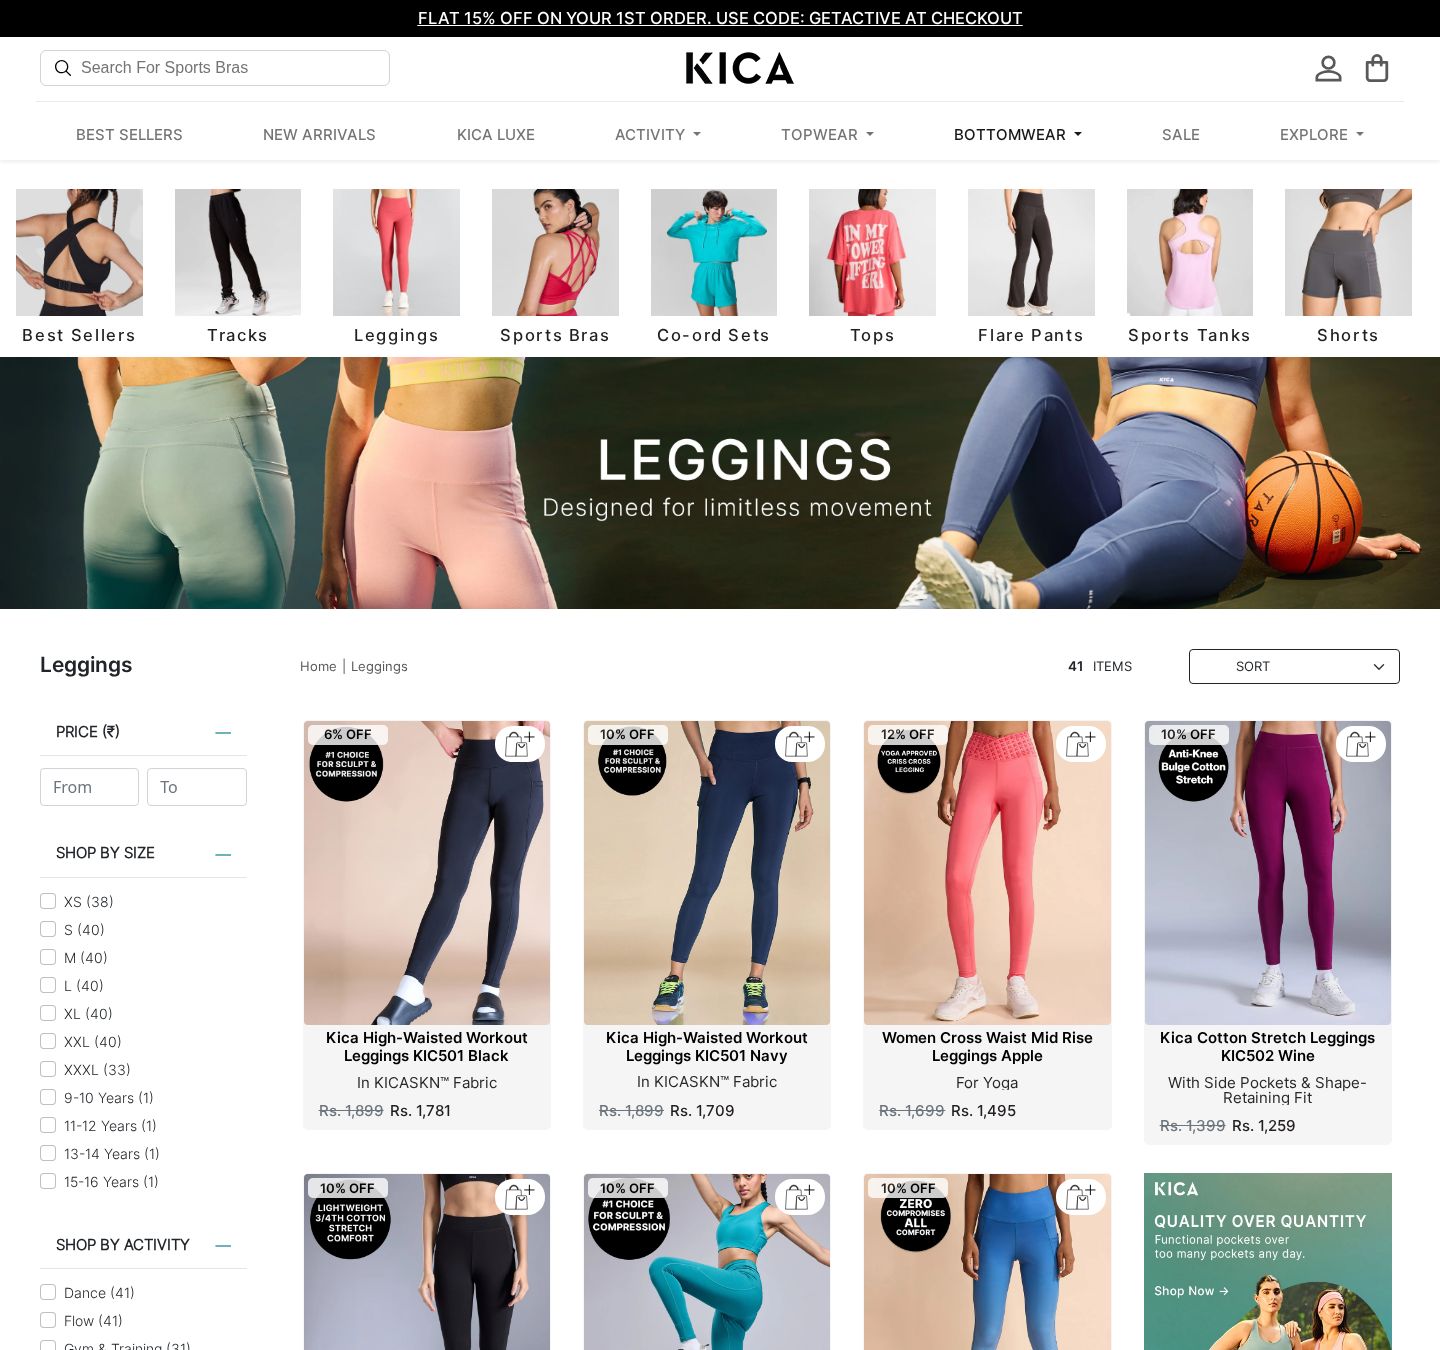 FLAT 15% OFF ON YOUR 1ST ORDER. USE CODE: GETACTIVE AT CHECKOUT
Search For Sports Bras
KICA
BEST SELLERS
NEW ARRIVALS
KICA LUXE
ACTIVITY
TOPWEAR
BOTTOMWEAR
SALE
EXPLORE
IN MY
POWER
LIFTING
ERA
Best Sellers
Tracks
Leggings
Sports Bras
Co-ord Sets
Tops
Flare Pants
Sports Tanks
Shorts
KICA
LEGGINGS
Designed for limitless movement
Leggings
Home | Leggings
41 ITEMS
SORT
PRICE (₹)
From
To
SHOP BY SIZE
XS (38)
S (40)
M (40)
L (40)
XL (40)
XXL (40)
XXXL (33)
9-10 Years (1)
11-12 Years (1)
13-14 Years (1)
15-16 Years (1)
SHOP BY ACTIVITY
Dance (41)
Flow (41)
Gym & Training (31)
6% OFF
#1 CHOICE
FOR SCULPT &
COMPRESSION
Kica High-Waisted Workout
Leggings KIC501 Black
In KICASKN™ Fabric
Rs. 1,899 Rs. 1,781
10% OFF
#1 CHOICE
FOR SCULPT &
COMPRESSION
Kica High-Waisted Workout
Leggings KIC501 Navy
In KICASKN™ Fabric
Rs. 1,899 Rs. 1,709
12% OFF
YOGA APPROVED
CRISS CROSS
LEGGING
Women Cross Waist Mid Rise
Leggings Apple
For Yoga
Rs. 1,699 Rs. 1,495
10% OFF
Anti-Knee
Bulge Cotton
Stretch
Kica Cotton Stretch Leggings
KIC502 Wine
With Side Pockets & Shape-
Retaining Fit
Rs. 1,399 Rs. 1,259
10% OFF
LIGHTWEIGHT
3/4TH COTTON
STRETCH
COMFORT
10% OFF
#1 CHOICE
FOR SCULPT &
COMPRESSION
10% OFF
ZERO
COMPROMISES
ALL
COMFORT
KICA
QUALITY OVER QUANTITY
Functional pockets over
too many pockets any day.
Shop Now →